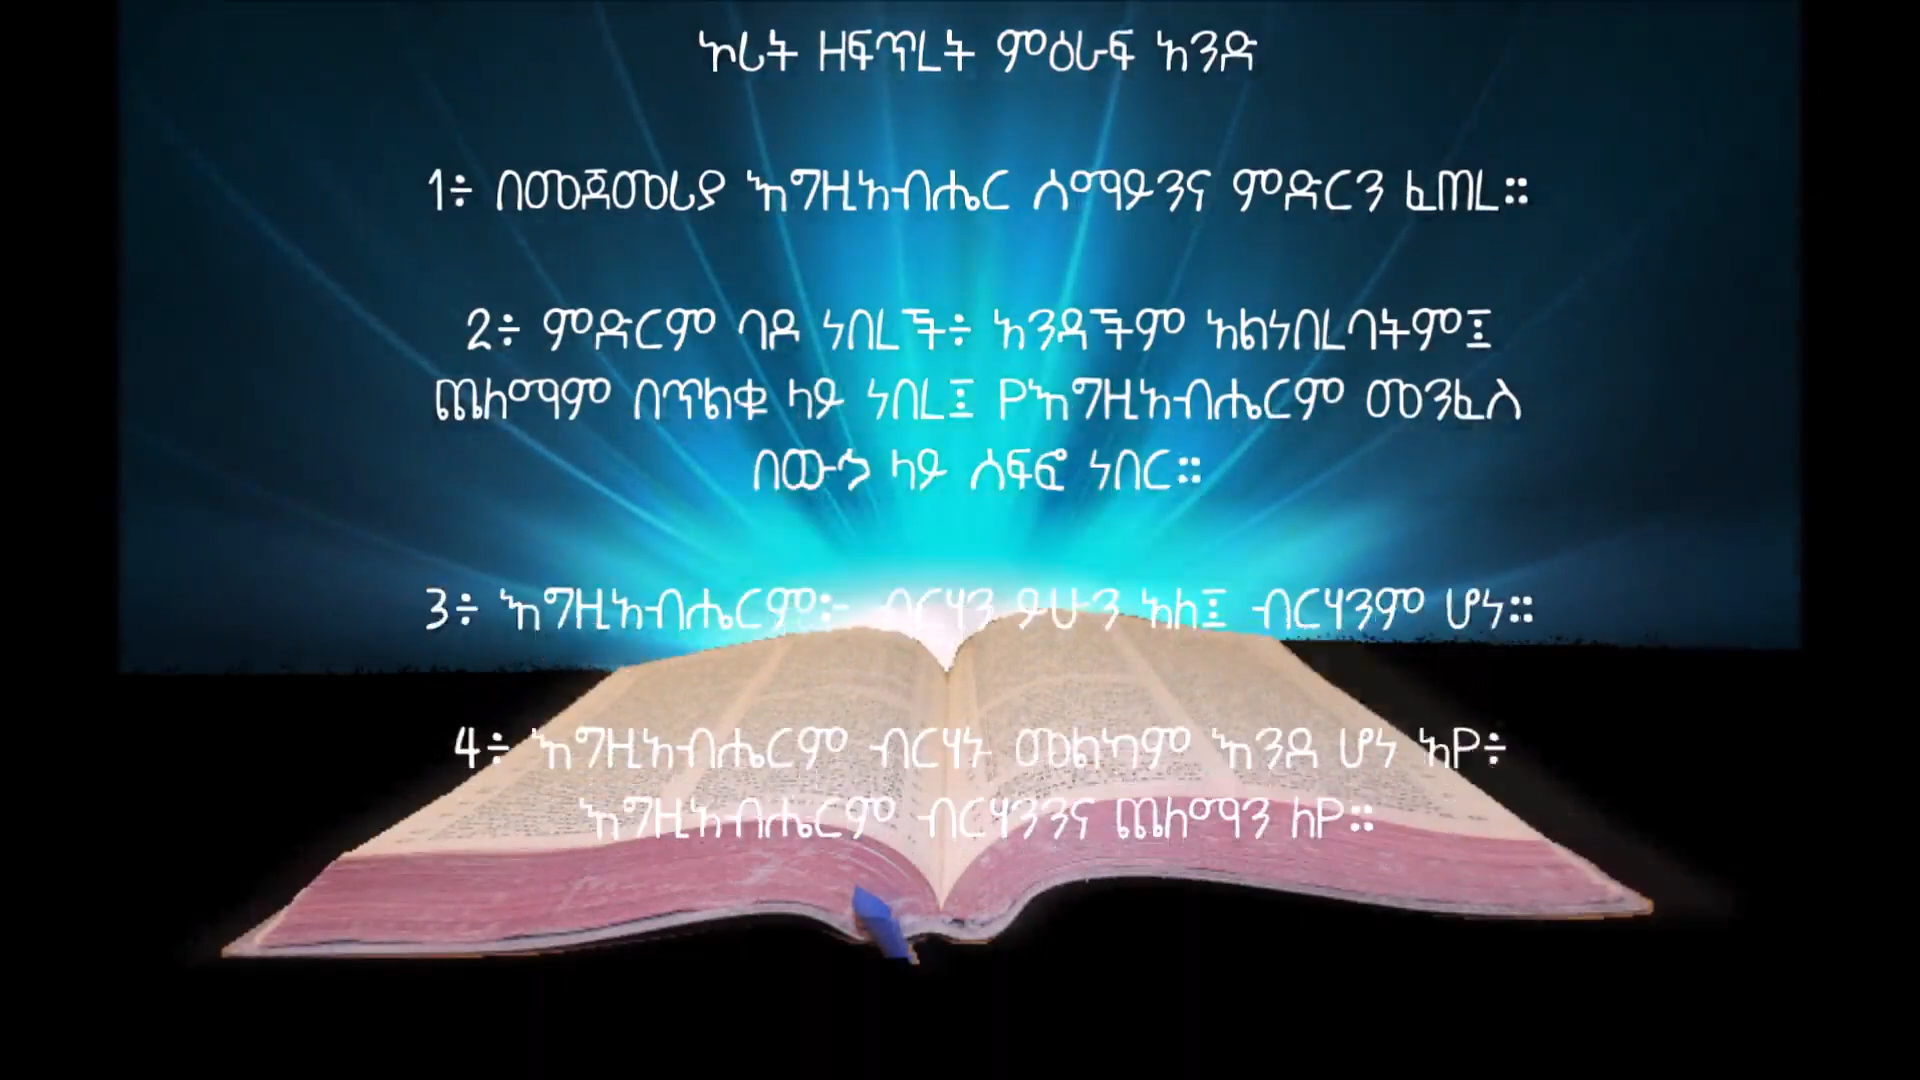 ኦሪት ዘፍጥረት ምዕራፍ አንድ
1፥ በመጀመሪያ እግዚአብሔር ሰማይንና ምድርን ፈጠረ።
2፥ ምድርም ባዶ ነበረች፥ አንዳችም አልነበረባትም፤
ጨለማም በጥልቁ ላይ ነበረ፤ የእግዚአብሔርም መንፈስ
በውኃ ላይ ሰፍፎ ነበር።
3፥ እግዚአብሔርም፦ ብርሃን ይሁን አለ፤ ብርሃንም ሆነ።
4፥ እግዚአብሔርም ብርሃኑ መልካም እንደ ሆነ አየ፥
እግዚአብሔርም ብርሃንንና ጨለማን ለየ።